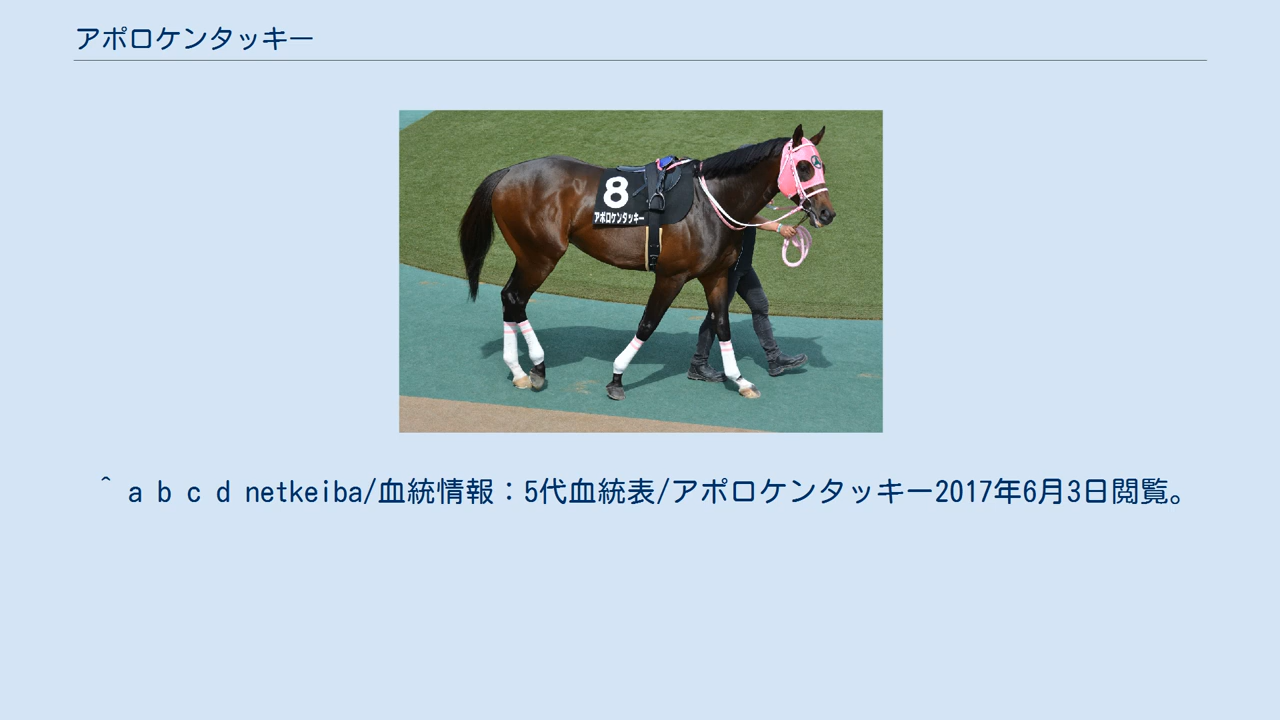 アポロケンタッキー
8
アポロケンタッキー
^ a b c d netkeiba/血統情報：5代血統表/アポロケンタッキー2017年6月3日閲覧。